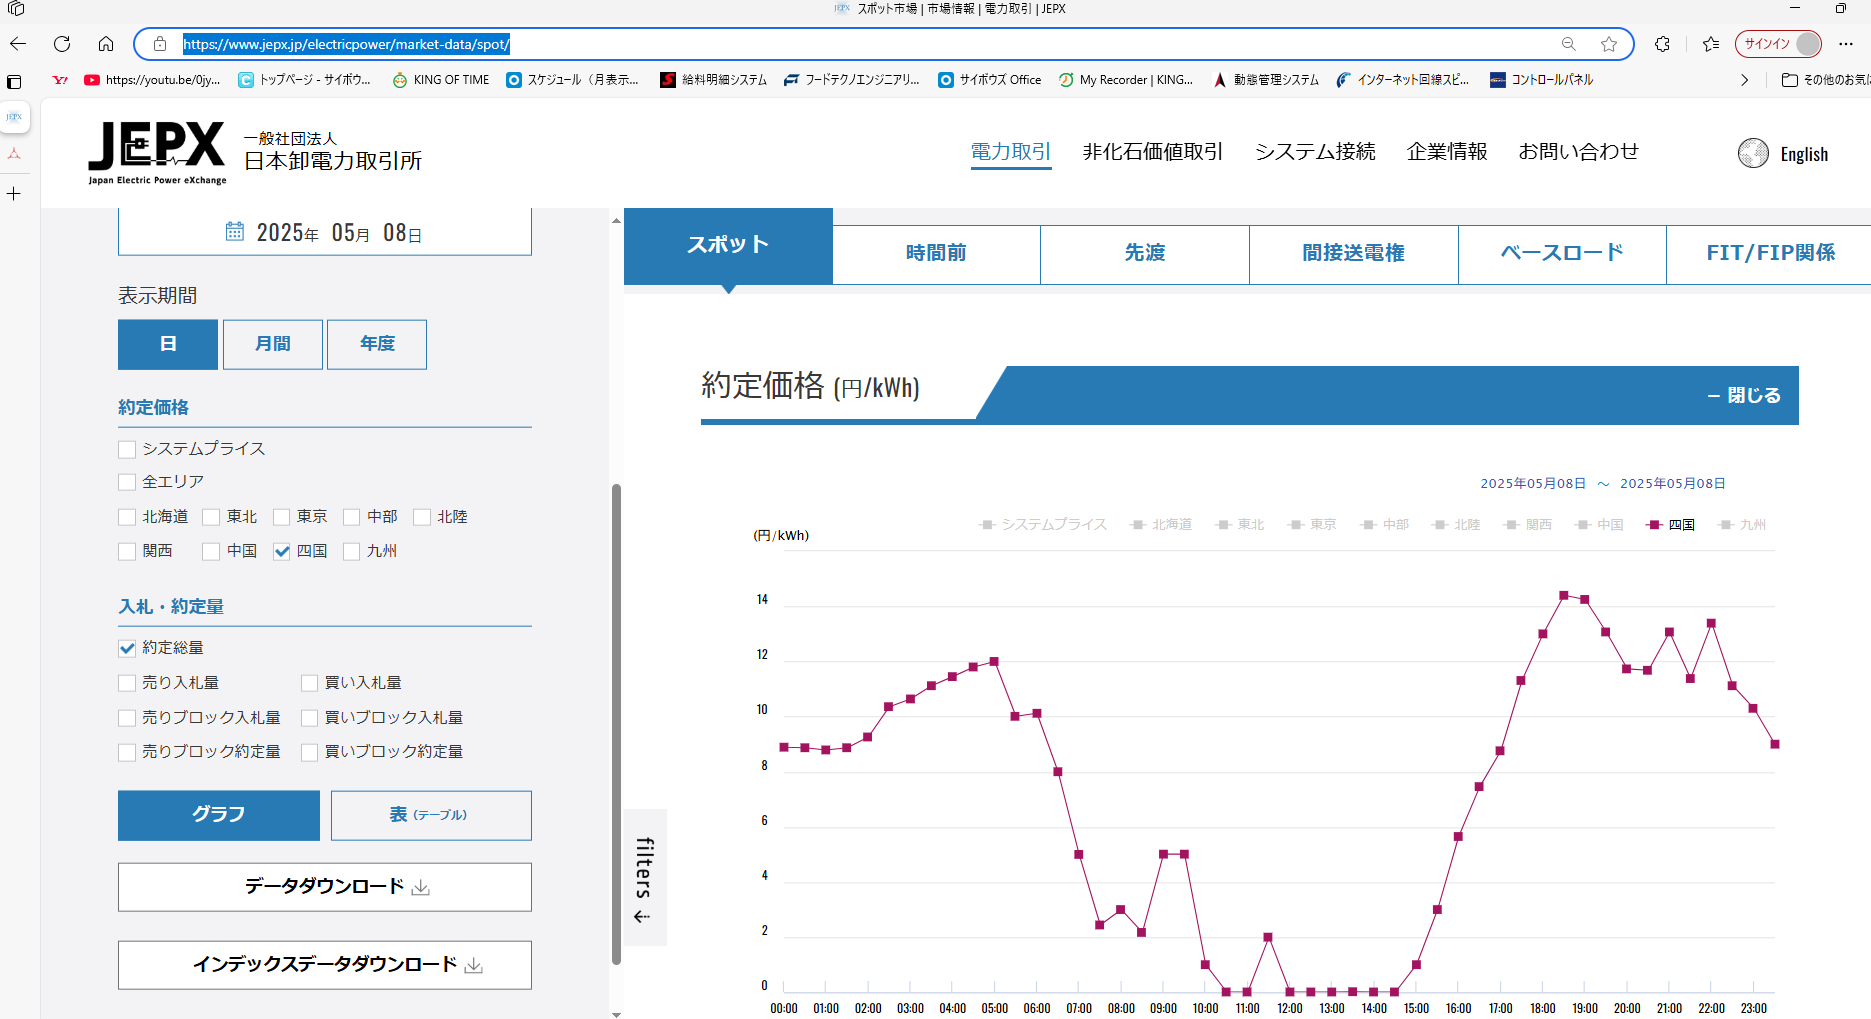 JEPX スポット市場 | 市場情報 | 電力取引 | JEPX
https://www.jepx.jp/electricpower/market-data/spot/
サインイン
Y! https://youtu.be/0jy... トップページ - サイボウ... KING OF TIME スケジュール（月表示... 給料明細システム フードテクノエンジニアリ... サイボウズ Office My Recorder | KING... 動態管理システム インターネット回線スピ... コントロールパネル その他のお気に
JEPX
JEPX
Japan Electric Power eXchange
一般社団法人
日本卸電力取引所
電力取引 非化石価値取引 システム接続 企業情報 お問い合わせ English
2025年 05月 08日
表示期間
日 月間 年度
約定価格
システムプライス
全エリア
北海道 東北 東京 中部 北陸
関西 中国 四国 九州
入札・約定量
約定総量
売り入札量 買い入札量
売りブロック入札量 買いブロック入札量
売りブロック約定量 買いブロック約定量
グラフ 表（テーブル）
データダウンロード
インデックスデータダウンロード
スポット 時間前 先渡 間接送電権 ベースロード FIT/FIP関係
約定価格 (円/kWh)
− 閉じる
2025年05月08日 ～ 2025年05月08日
システムプライス 北海道 東北 東京 中部 北陸 関西 中国 四国 九州
(円/kWh)
14
12
10
8
6
4
2
0
00:00 01:00 02:00 03:00 04:00 05:00 06:00 07:00 08:00 09:00 10:00 11:00 12:00 13:00 14:00 15:00 16:00 17:00 18:00 19:00 20:00 21:00 22:00 23:00
filters